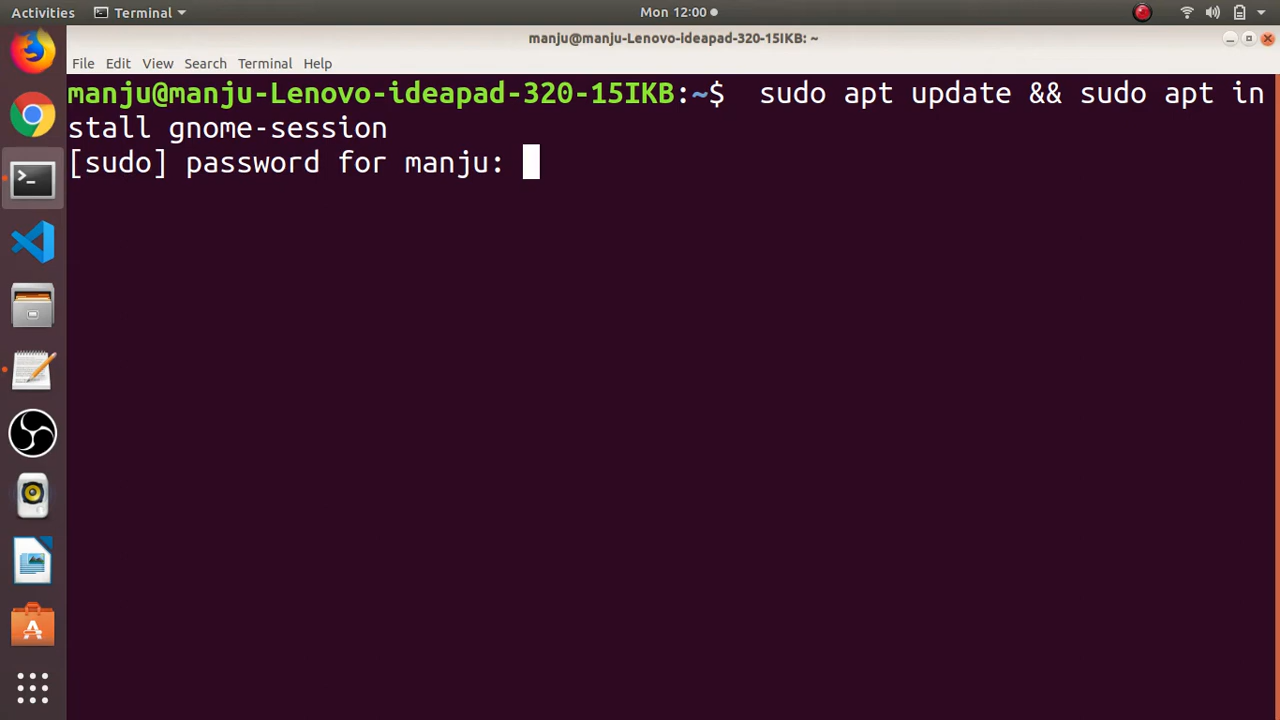 Activities Terminal Mon 12:00
manju@manju-Lenovo-ideapad-320-15IKB: ~
File Edit View Search Terminal Help
manju@manju-Lenovo-ideapad-320-15IKB:~$  sudo apt update && sudo apt in
stall gnome-session
[sudo] password for manju: